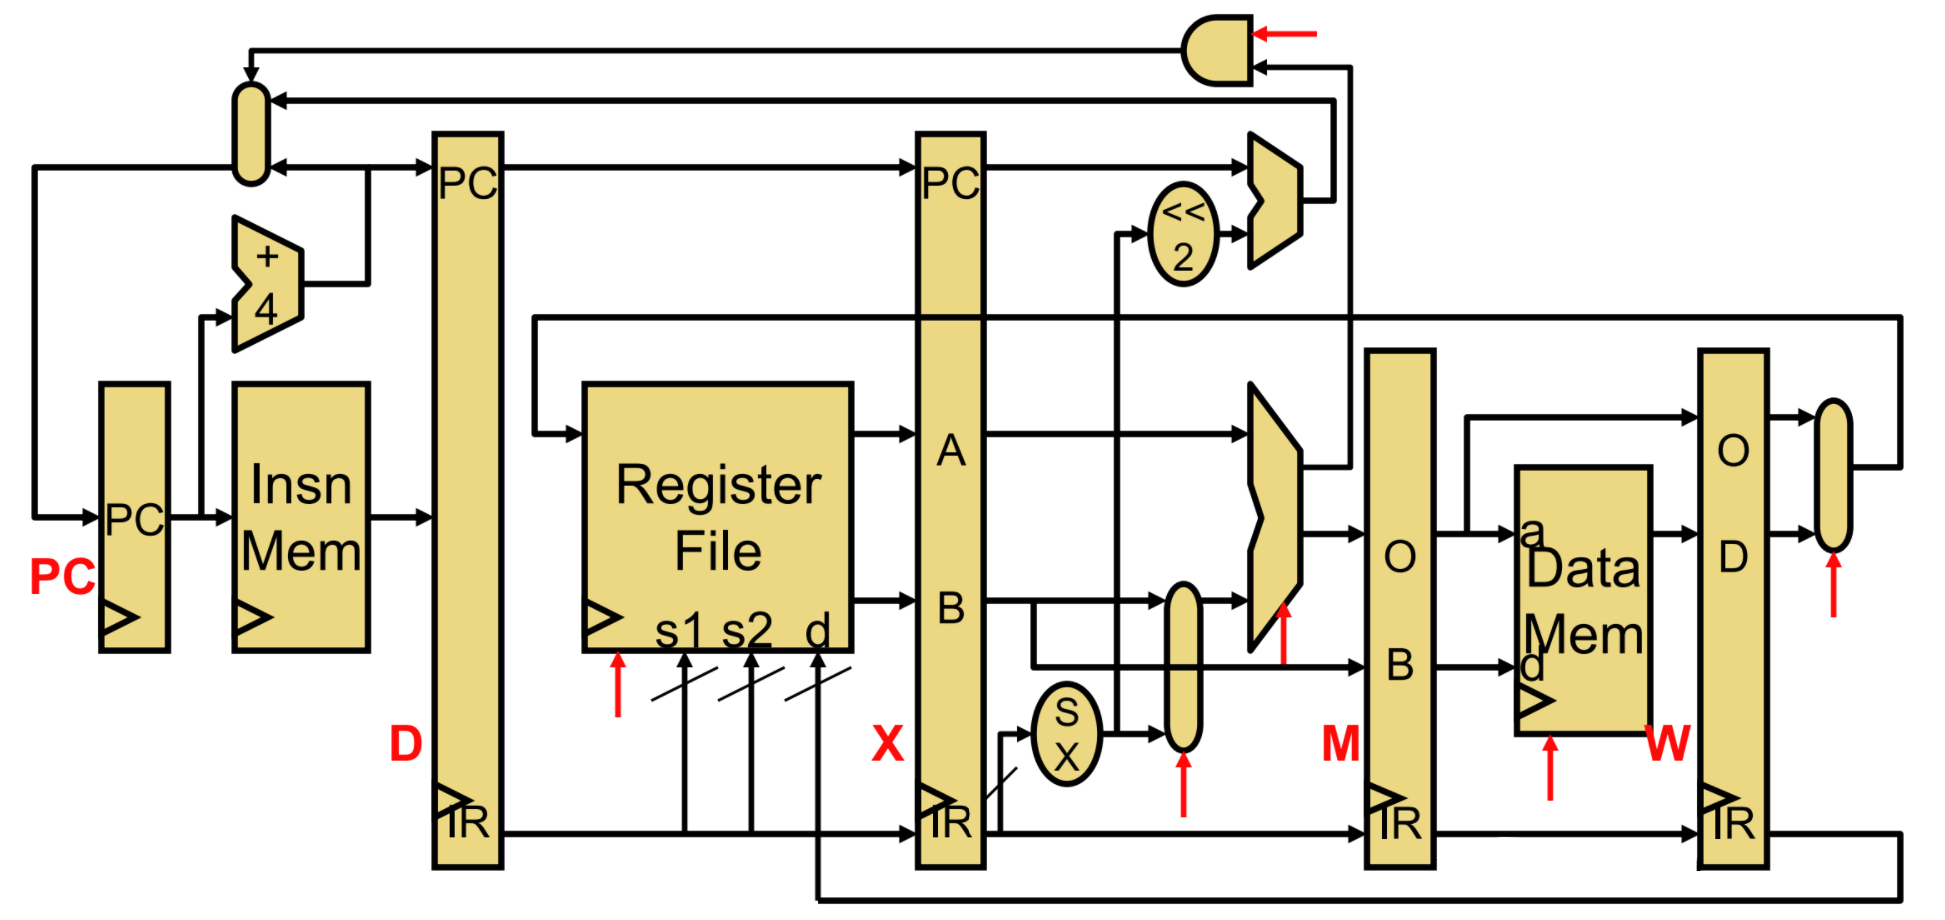 PC
PC
<<
2
+
4
Insn
Mem
PC
PC
Register
File
s1 s2 d
A
B
S
X
O
B
a
Data
Mem
d
O
D
D
X
M
W
IR
IR
IR
IR